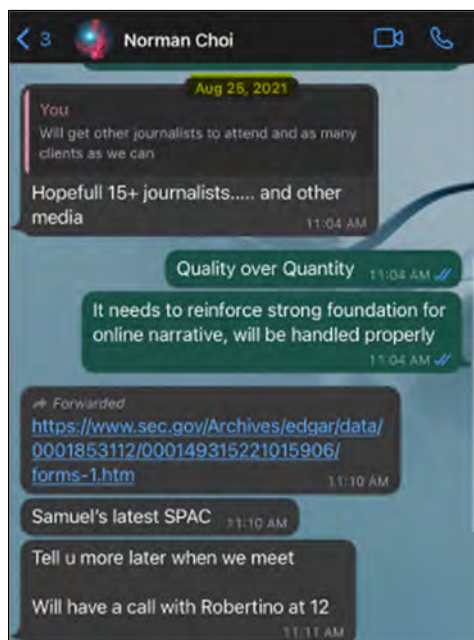 3
Norman Choi
Aug 25, 2021
You
Will get other journalists to attend and as many
clients as we can
Hopefull 15+ journalists..... and other
media
11:04 AM
Quality over Quantity 11:04 AM
It needs to reinforce strong foundation for
online narrative, will be handled properly
11:04 AM
Forwarded
https://www.sec.gov/Archives/edgar/data/
0001853112/000149315221015906/
forms-1.htm
11:10 AM
Samuel's latest SPAC 11:10 AM
Tell u more later when we meet
Will have a call with Robertino at 12
11:11 AM